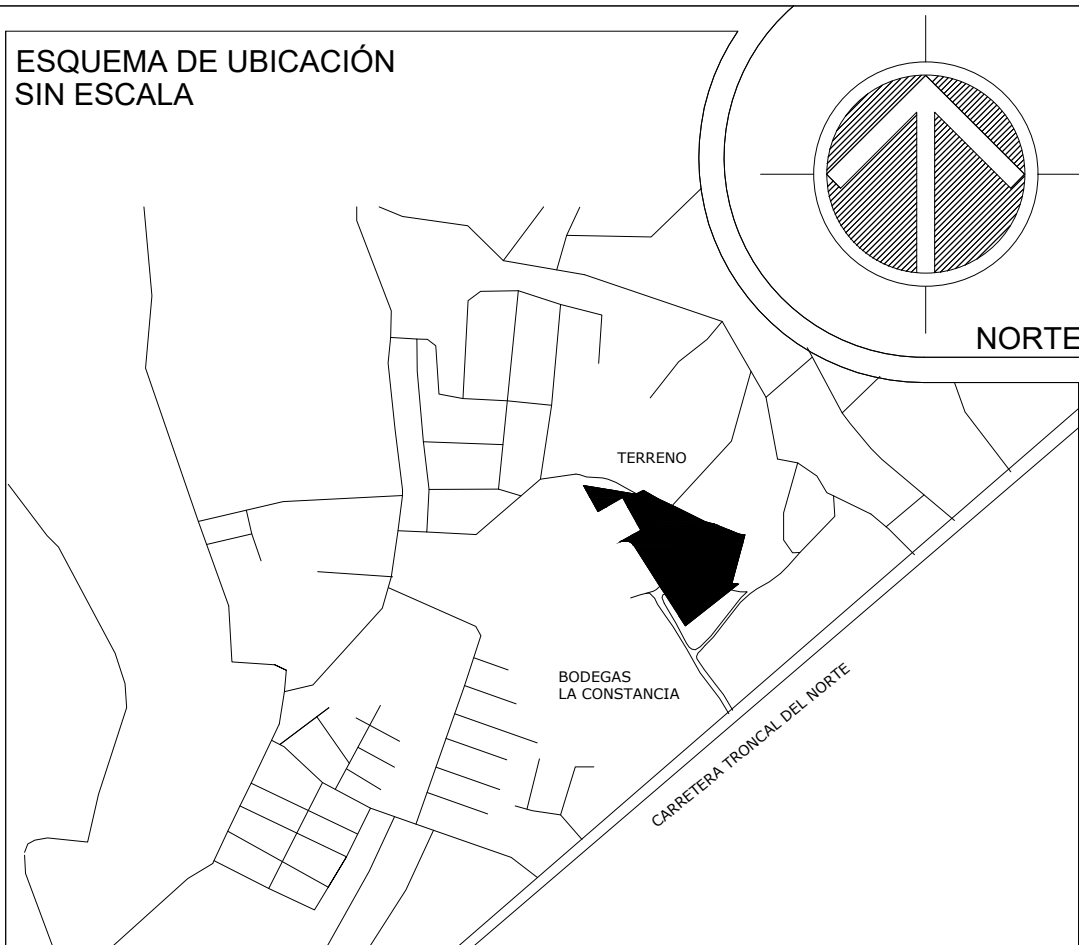 ESQUEMA DE UBICACIÓN
SIN ESCALA
NORTE
TERRENO
BODEGAS
LA CONSTANCIA
CARRETERA TRONCAL DEL NORTE